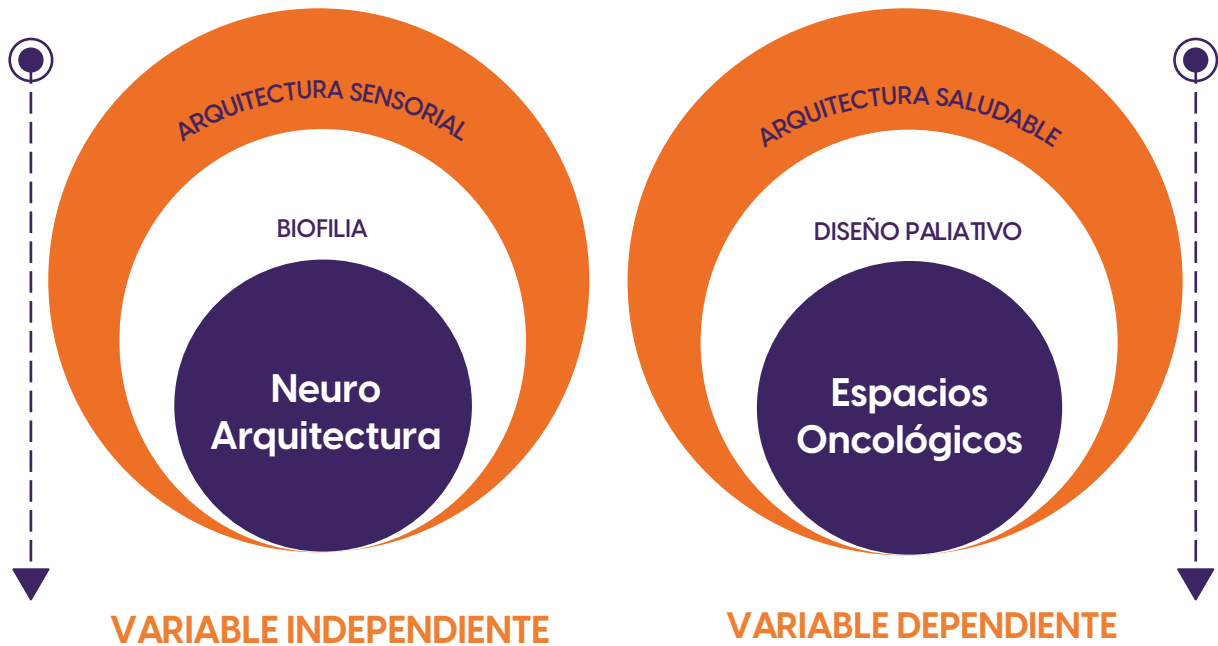 ARQUITECTURA SENSORIAL
BIOFILIA
Neuro
Arquitectura
VARIABLE INDEPENDIENTE
ARQUITECTURA SALUDABLE
DISEÑO PALIATIVO
Espacios
Oncológicos
VARIABLE DEPENDIENTE